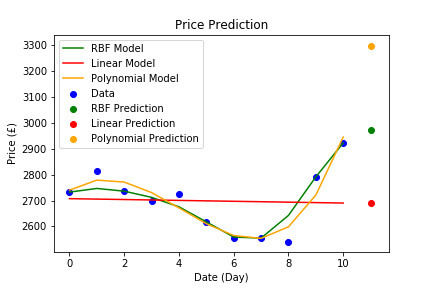 Price Prediction
3300
3200
3100
3000
2900
2800
2700
2600
Price (£)
RBF Model
Linear Model
Polynomial Model
Data
RBF Prediction
Linear Prediction
Polynomial Prediction
0 2 4 6 8 10
Date (Day)